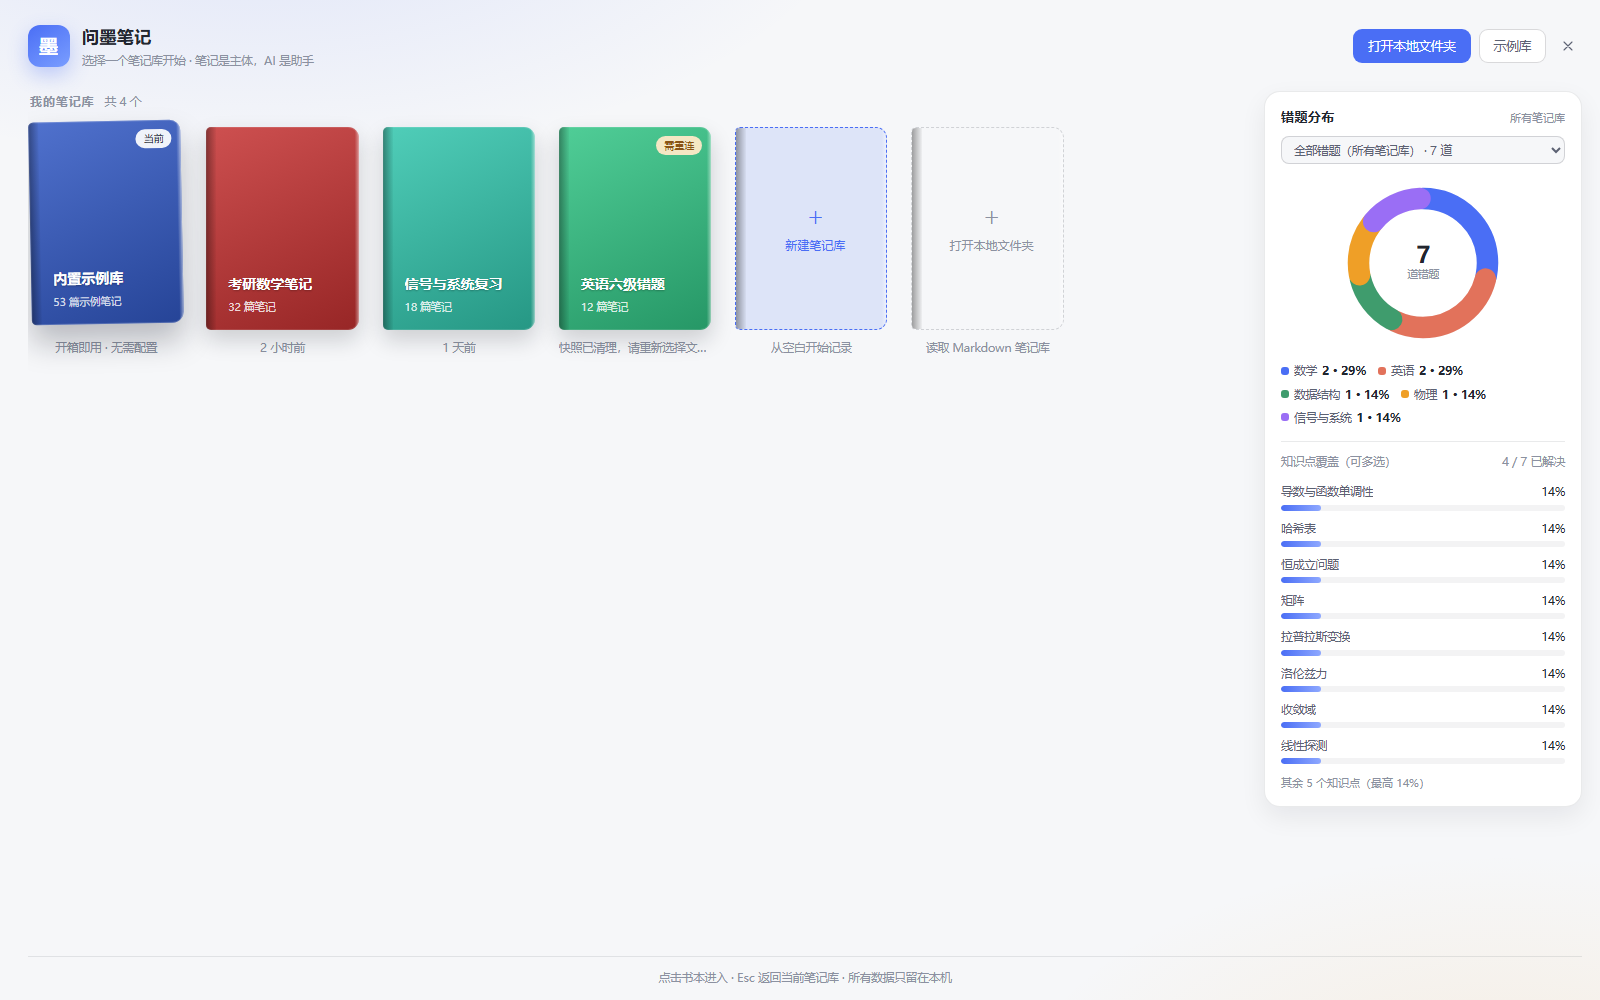 墨
问墨笔记
选择一个笔记库开始 · 笔记是主体，AI 是助手
打开本地文件夹
示例库
我的笔记库 共 4 个
当前
内置示例库
53 篇示例笔记
开箱即用 · 无需配置
考研数学笔记
32 篇笔记
2 小时前
信号与系统复习
18 篇笔记
1 天前
需重连
英语六级错题
12 篇笔记
快照已清理，请重新选择文...
新建笔记库
从空白开始记录
打开本地文件夹
读取 Markdown 笔记库
错题分布
所有笔记库
全部错题（所有笔记库） · 7 道
7
道错题
数学 2 • 29% 英语 2 • 29%
数据结构 1 • 14% 物理 1 • 14%
信号与系统 1 • 14%
知识点覆盖（可多选） 4 / 7 已解决
导数与函数单调性 14%
哈希表 14%
恒成立问题 14%
矩阵 14%
拉普拉斯变换 14%
洛伦兹力 14%
收敛域 14%
线性探测 14%
其余 5 个知识点（最高 14%）
点击书本进入 · Esc 返回当前笔记库 · 所有数据只留在本机